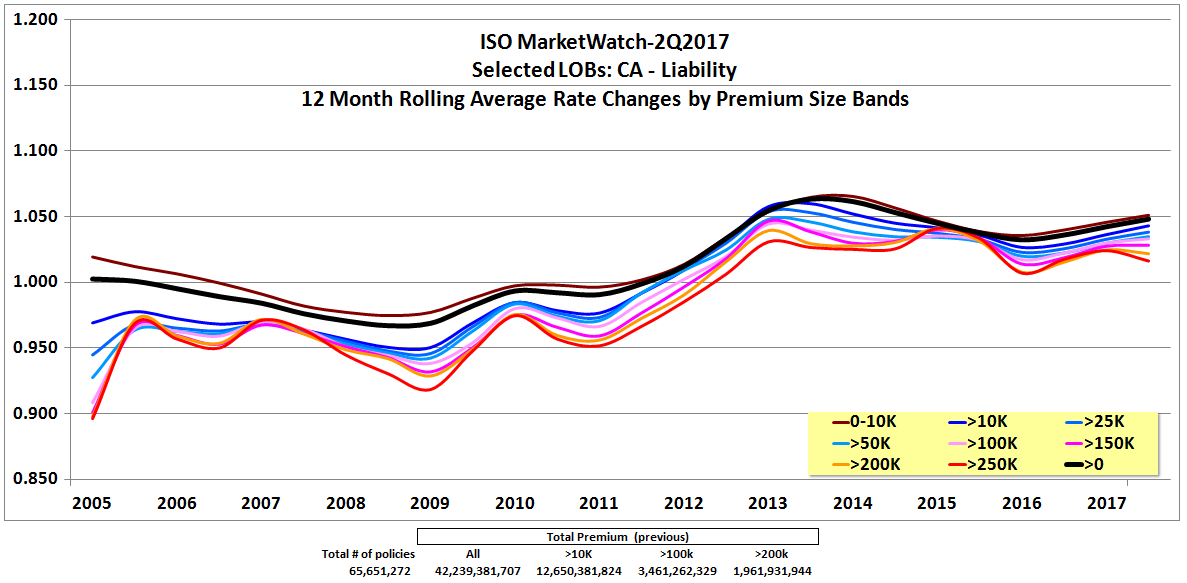 ISO MarketWatch-2Q2017
Selected LOBs: CA - Liability
12 Month Rolling Average Rate Changes by Premium Size Bands
1.200
1.150
1.100
1.050
1.000
0.950
0.900
0.850
0-10K >10K >25K
>50K >100K >150K
>200K >250K >0
2005 2006 2007 2008 2009 2010 2011 2012 2013 2014 2015 2016 2017
Total Premium (previous)
Total # of policies All >10K >100k >200k
65,651,272 42,239,381,707 12,650,381,824 3,461,262,329 1,961,931,944